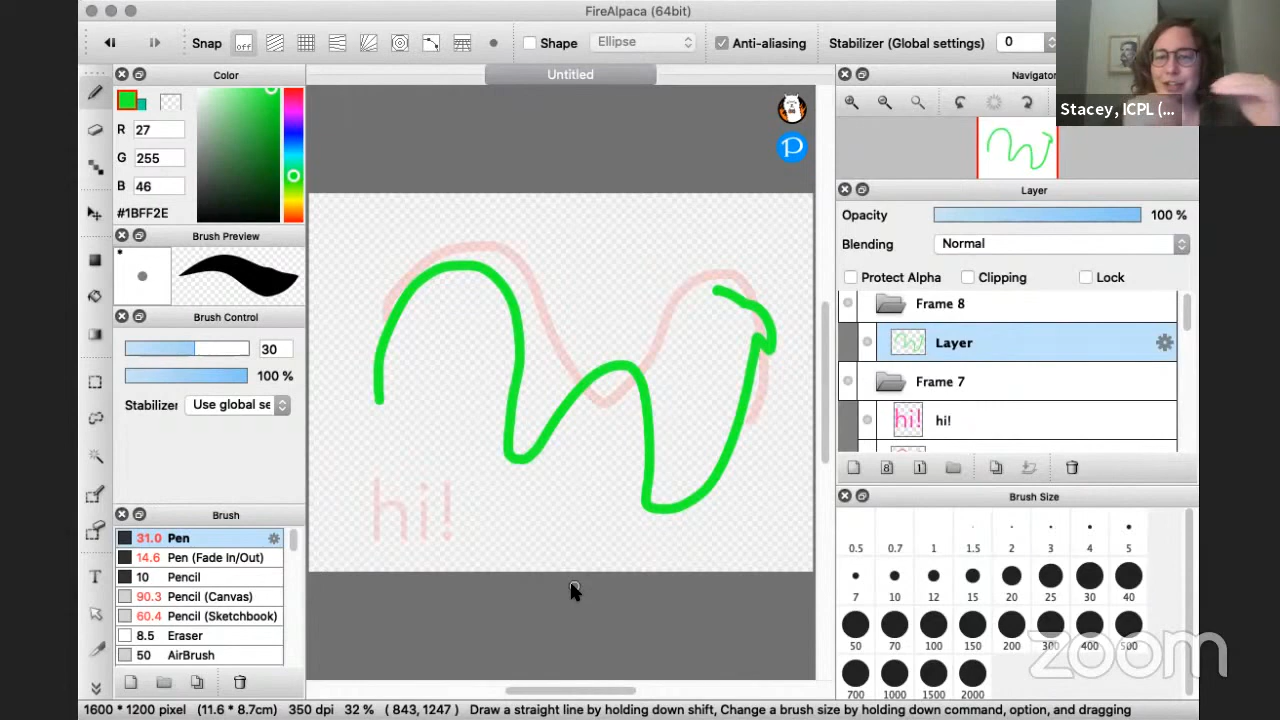 FireAlpaca (64bit)
Snap off Shape Ellipse Anti-aliasing Stabilizer (Global settings) 0
Stacey, ICPL (...
Color
Untitled
Navigator
R 27
G 255
B 46
#1BFF2E
Brush Preview
Brush Control
30
100 %
Stabilizer Use global se
hi!
Layer
Opacity 100 %
Blending Normal
Protect Alpha Clipping Lock
Frame 8
Layer
Frame 7
hi! hi!
8 1
Brush
31.0 Pen
14.6 Pen (Fade In/Out)
10 Pencil
90.3 Pencil (Canvas)
60.4 Pencil (Sketchbook)
8.5 Eraser
50 AirBrush
Brush Size
0.5 0.7 1 1.5 2 3 4 5
7 10 12 15 20 25 30 40
50 70 100 150 200 300 400 500
700 1000 1500 2000
zoom
1600 * 1200 pixel (11.6 * 8.7cm) 350 dpi 32 % ( 843, 1247 ) Draw a straight line by holding down shift, Change a brush size by holding down command, option, and dragging